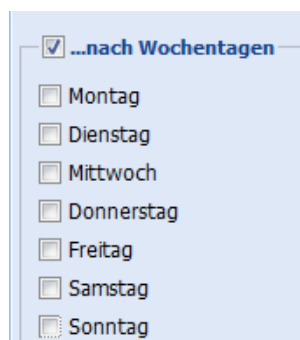 ...nach Wochentagen
Montag
Dienstag
Mittwoch
Donnerstag
Freitag
Samstag
Sonntag